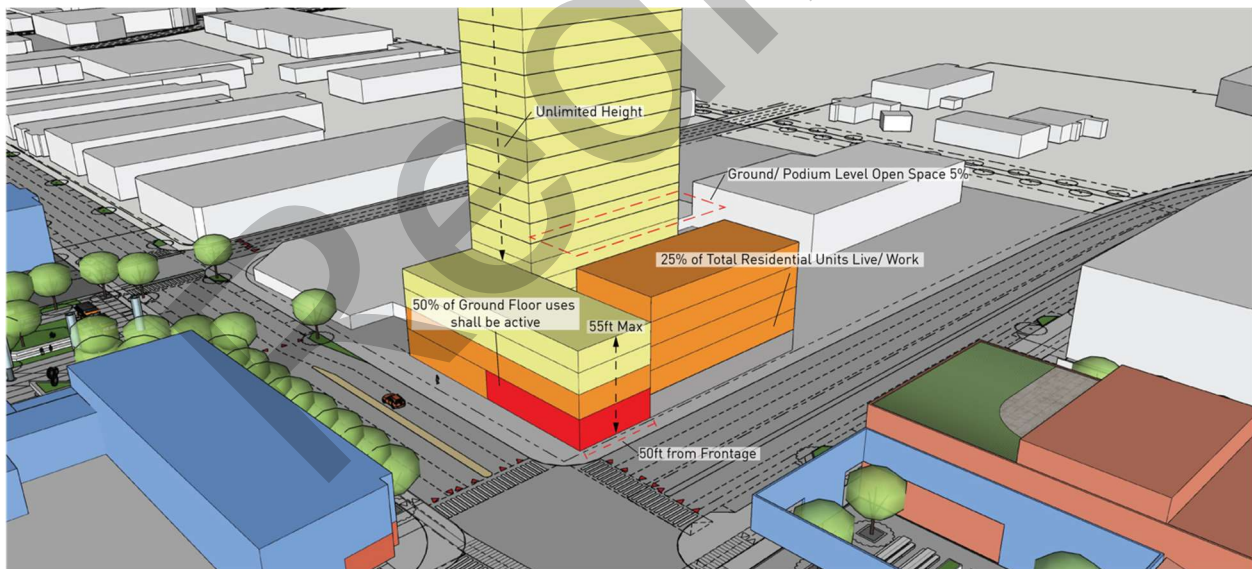 Unlimited Height
Ground/ Podium Level Open Space 5%
25% of Total Residential Units Live/ Work
50% of Ground Floor uses
shall be active
55ft Max
50ft from Frontage